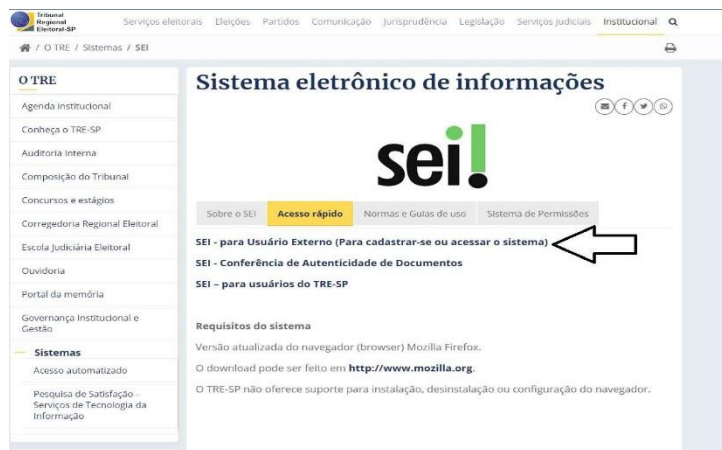 Tribunal
Regional
Eleitoral-SP
Serviços eleitorais Eleições Partidos Comunicação Jurisprudência Legislação Serviços judiciais Institucional
/ O TRE / Sistemas / SEI
O TRE
Agenda institucional
Conheça o TRE-SP
Auditoria Interna
Composição do Tribunal
Concursos e estágios
Corregedoria Regional Eleitoral
Escola Judiciária Eleitoral
Ouvidoria
Portal da memória
Governança Institucional e
Gestão
Sistemas
Acesso automatizado
Pesquisa de Satisfação -
Serviços de Tecnologia da
Informação
Sistema eletrônico de informações
sei!
Sobre o SEI Acesso rápido Normas e Guias de uso Sistema de Permissões
SEI - para Usuário Externo (Para cadastrar-se ou acessar o sistema)
SEI - Conferência de Autenticidade de Documentos
SEI – para usuários do TRE-SP
Requisitos do sistema
Versão atualizada do navegador (browser) Mozilla Firefox.
O download pode ser feito em http://www.mozilla.org.
O TRE-SP não oferece suporte para instalação, desinstalação ou configuração do navegador.